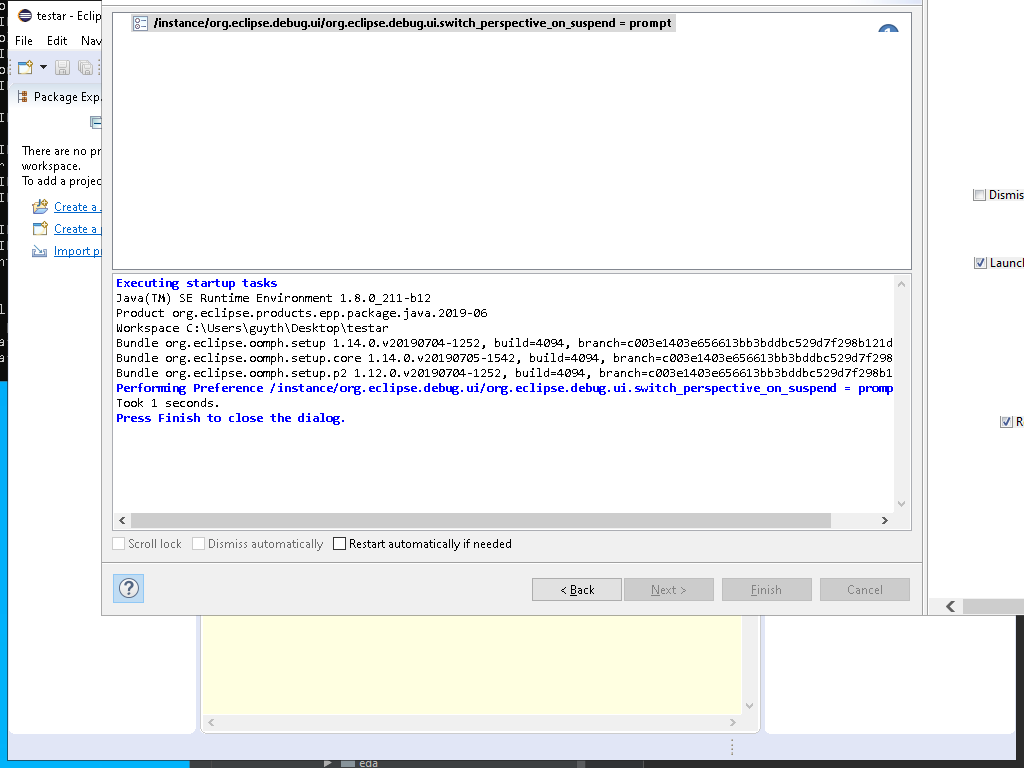 testar - Eclip
File Edit Nav
Package Exp
There are no pr
workspace.
To add a projec
Create a
Create a
Import p
/instance/org.eclipse.debug.ui/org.eclipse.debug.ui.switch_perspective_on_suspend = prompt
Executing startup tasks
Java(TM) SE Runtime Environment 1.8.0_211-b12
Product org.eclipse.products.epp.package.java.2019-06
Workspace C:\Users\guyth\Desktop\testar
Bundle org.eclipse.oomph.setup 1.14.0.v20190704-1252, build=4094, branch=c003e1403e656613bb3bddbc529d7f298b121d
Bundle org.eclipse.oomph.setup.core 1.14.0.v20190705-1542, build=4094, branch=c003e1403e656613bb3bddbc529d7f298
Bundle org.eclipse.oomph.setup.p2 1.12.0.v20190704-1252, build=4094, branch=c003e1403e656613bb3bddbc529d7f298b1
Performing Preference /instance/org.eclipse.debug.ui/org.eclipse.debug.ui.switch_perspective_on_suspend = promp
Took 1 seconds.
Press Finish to close the dialog.
Scroll lock Dismiss automatically Restart automatically if needed
? < Back Next > Finish Cancel
Dismis
Launch
R
eda